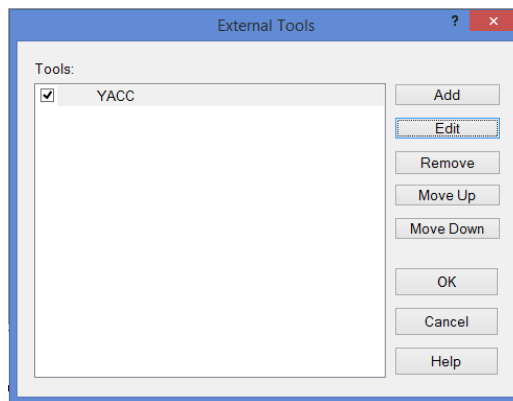 External Tools
?
Tools:
YACC
Add
Edit
Remove
Move Up
Move Down
OK
Cancel
Help